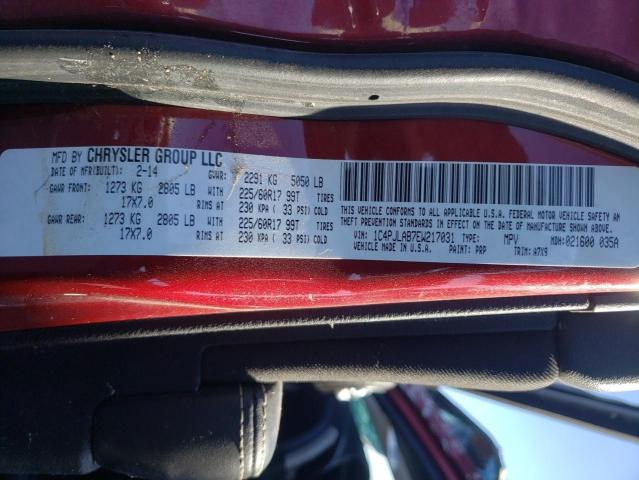 MFD BY CHRYSLER GROUP LLC
DATE OF MFR(BUILT): 2-14 GVWR: 2291 KG 5050 LB
GAWR FRONT: 1273 KG 2805 LB WITH 225/60R17 99T TIRES
17X7.0 RIMS AT 230 KPA ( 33 PSI) COLD
GAWR REAR: 1273 KG 2805 LB WITH 225/60R17 99T TIRES
17X7.0 RIMS AT 230 KPA ( 33 PSI) COLD
THIS VEHICLE CONFORMS TO ALL APPLICABLE U.S.A. FEDERAL MOTOR VEHICLE SAFETY AND
THEFT PREVENTION STANDARDS IN EFFECT ON THE DATE OF MANUFACTURE SHOWN ABOVE.
VIN: 1C4PJLAB7EW217031 TYPE: MPV MDH: 021600 035A
MADE IN U.S.A. PAINT: PRP TRIM: A7X9